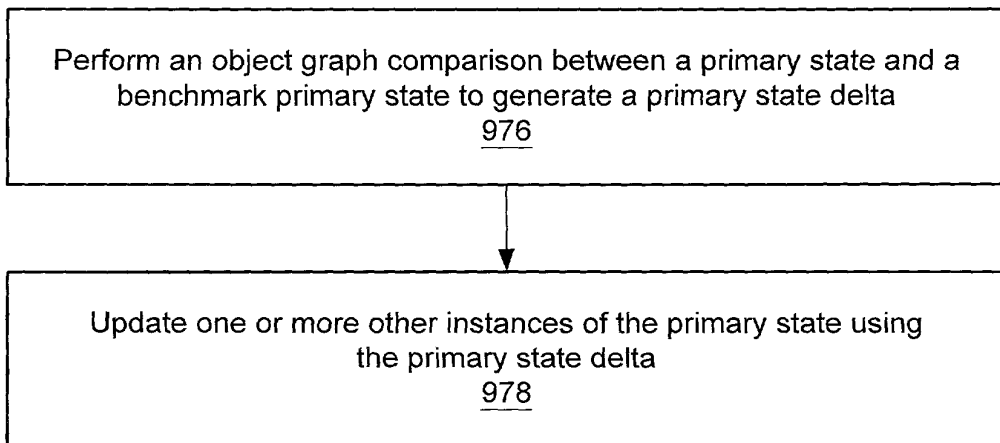 Perform an object graph comparison between a primary state and a
benchmark primary state to generate a primary state delta
976
Update one or more other instances of the primary state using
the primary state delta
978